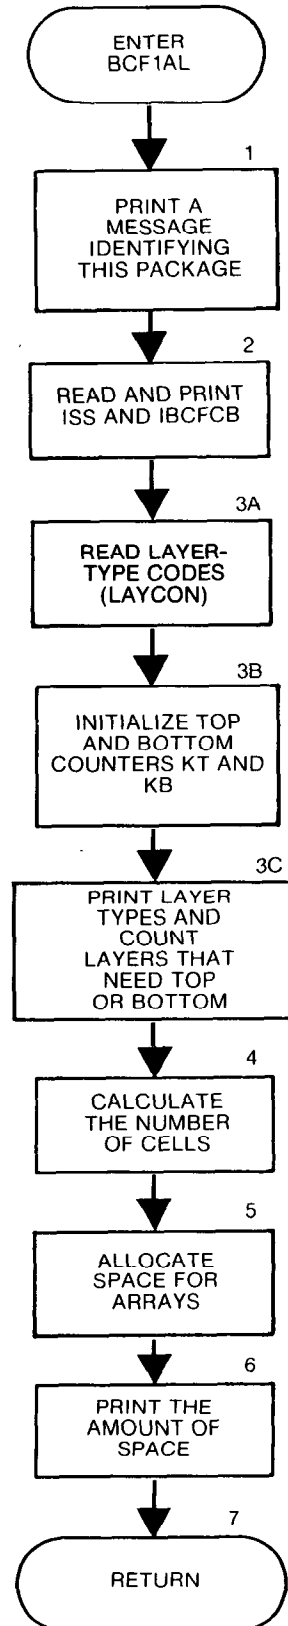 ENTER
BCF1AL
1
PRINT A
MESSAGE
IDENTIFYING
THIS PACKAGE
2
READ AND PRINT
ISS AND IBCFCB
3A
READ LAYER-
TYPE CODES
(LAYCON)
3B
INITIALIZE TOP
AND BOTTOM
COUNTERS KT AND
KB
3C
PRINT LAYER
TYPES AND
COUNT
LAYERS THAT
NEED TOP
OR BOTTOM
4
CALCULATE
THE NUMBER
OF CELLS
5
ALLOCATE
SPACE FOR
ARRAYS
6
PRINT THE
AMOUNT OF
SPACE
7
RETURN